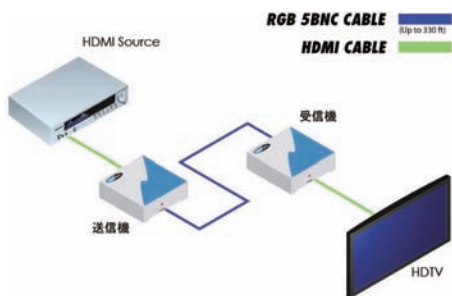 RGB 5BNC CABLE
(Up to 330 ft)
HDMI CABLE
HDMI Source
受信機
送信機
HDTV